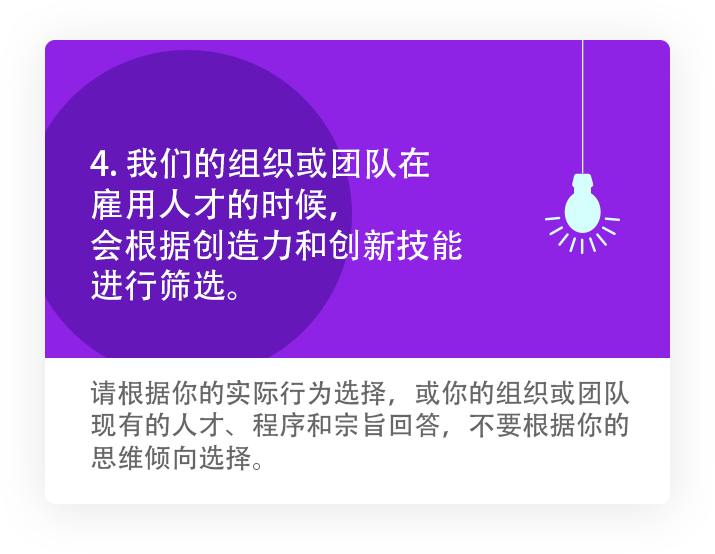 4. 我们的组织或团队在
雇用人才的时候,
会根据创造力和创新技能
进行筛选。
请根据你的实际行为选择，或你的组织或团队
现有的人才、程序和宗旨回答，不要根据你的
思维倾向选择。